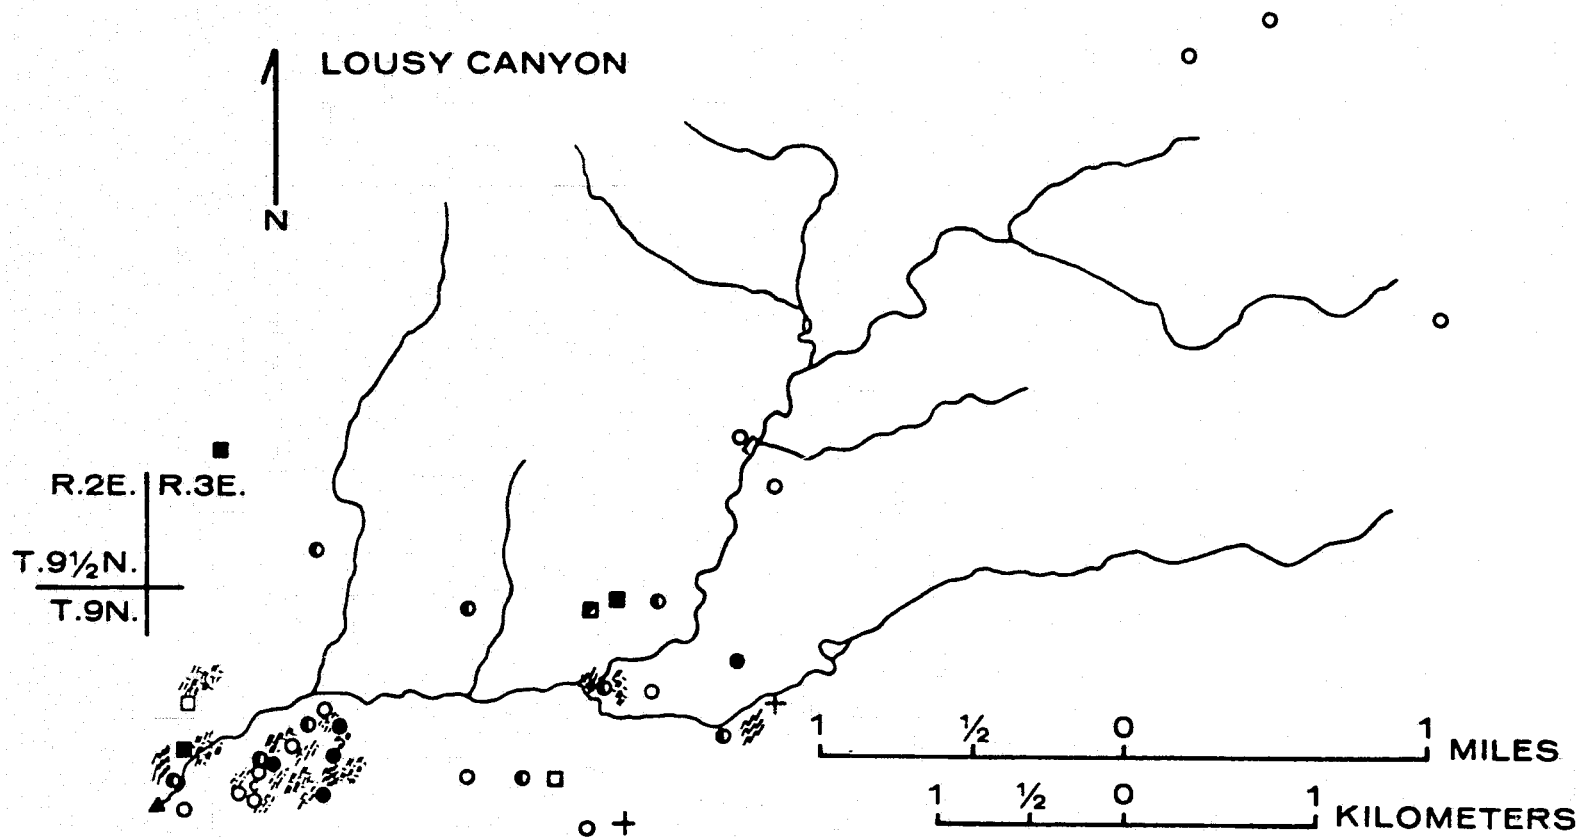 LOUSY CANYON
N
R.2E. R.3E.
T.9½N.
T.9N.
1 ½ 0 1 MILES
1 ½ 0 1 KILOMETERS